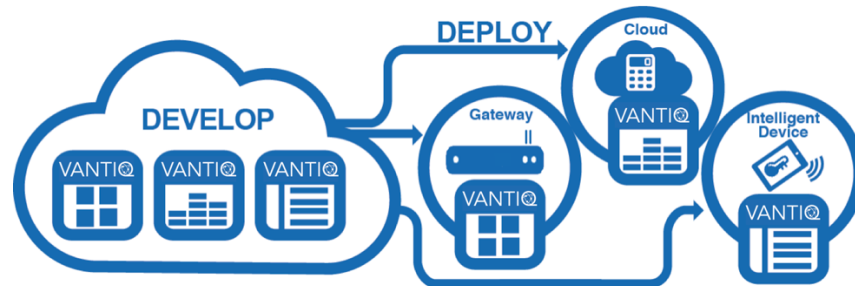 DEPLOY
Cloud
DEVELOP
Gateway
Intelligent
Device
VANTIQ
VANTIQ
VANTIQ
VANTIQ
VANTIQ
VANTIQ